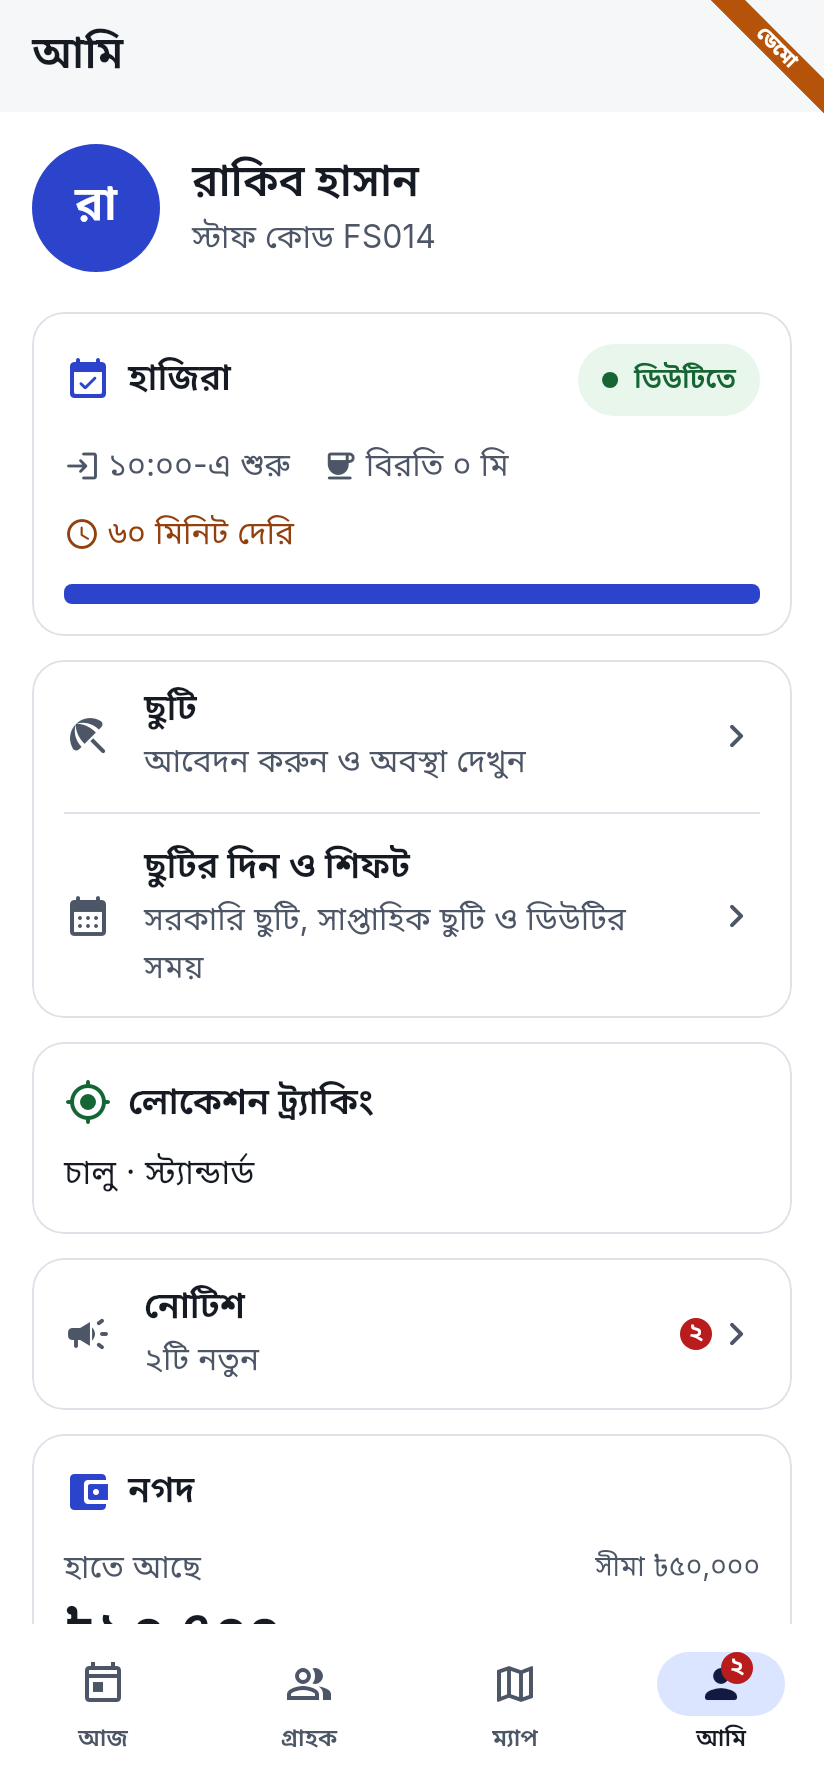 আমি
ডেমো
রা
রাকিব হাসান
স্টাফ কোড FS014
হাজিরা
ডিউটিতে
১০:০০-এ শুরু
বিরতি ০ মি
৬০ মিনিট দেরি
ছুটি
আবেদন করুন ও অবস্থা দেখুন
ছুটির দিন ও শিফট
সরকারি ছুটি, সাপ্তাহিক ছুটি ও ডিউটির
সময়
লোকেশন ট্র্যাকিং
চালু · স্ট্যান্ডার্ড
নোটিশ
২টি নতুন
২
নগদ
হাতে আছে
সীমা ৳৫০,০০০
২
আজ
গ্রাহক
ম্যাপ
আমি